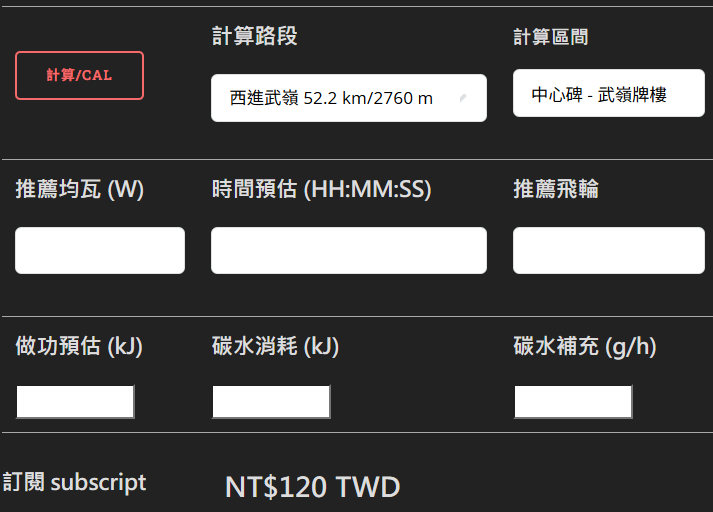 計算路段
計算區間
計算/CAL
西進武嶺 52.2 km/2760 m
中心碑 - 武嶺牌樓
推薦均瓦 (W)
時間預估 (HH:MM:SS)
推薦飛輪
做功預估 (kJ)
碳水消耗 (kJ)
碳水補充 (g/h)
訂閱 subscript
NT$120 TWD